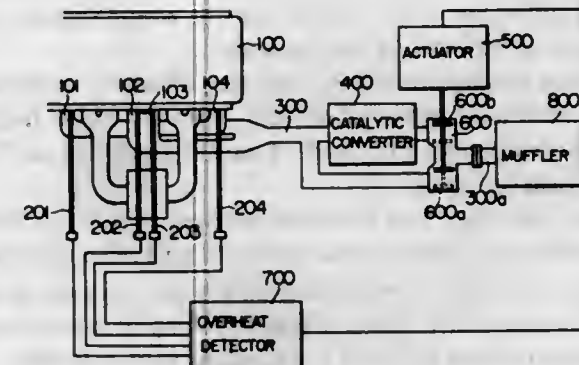 100
500
ACTUATOR
101
102
103
104
400
600b
800
300
600
CATALYTIC
CONVERTER
MUFFLER
300a
600a
201
202
203
204
700
OVERHEAT
DETECTOR